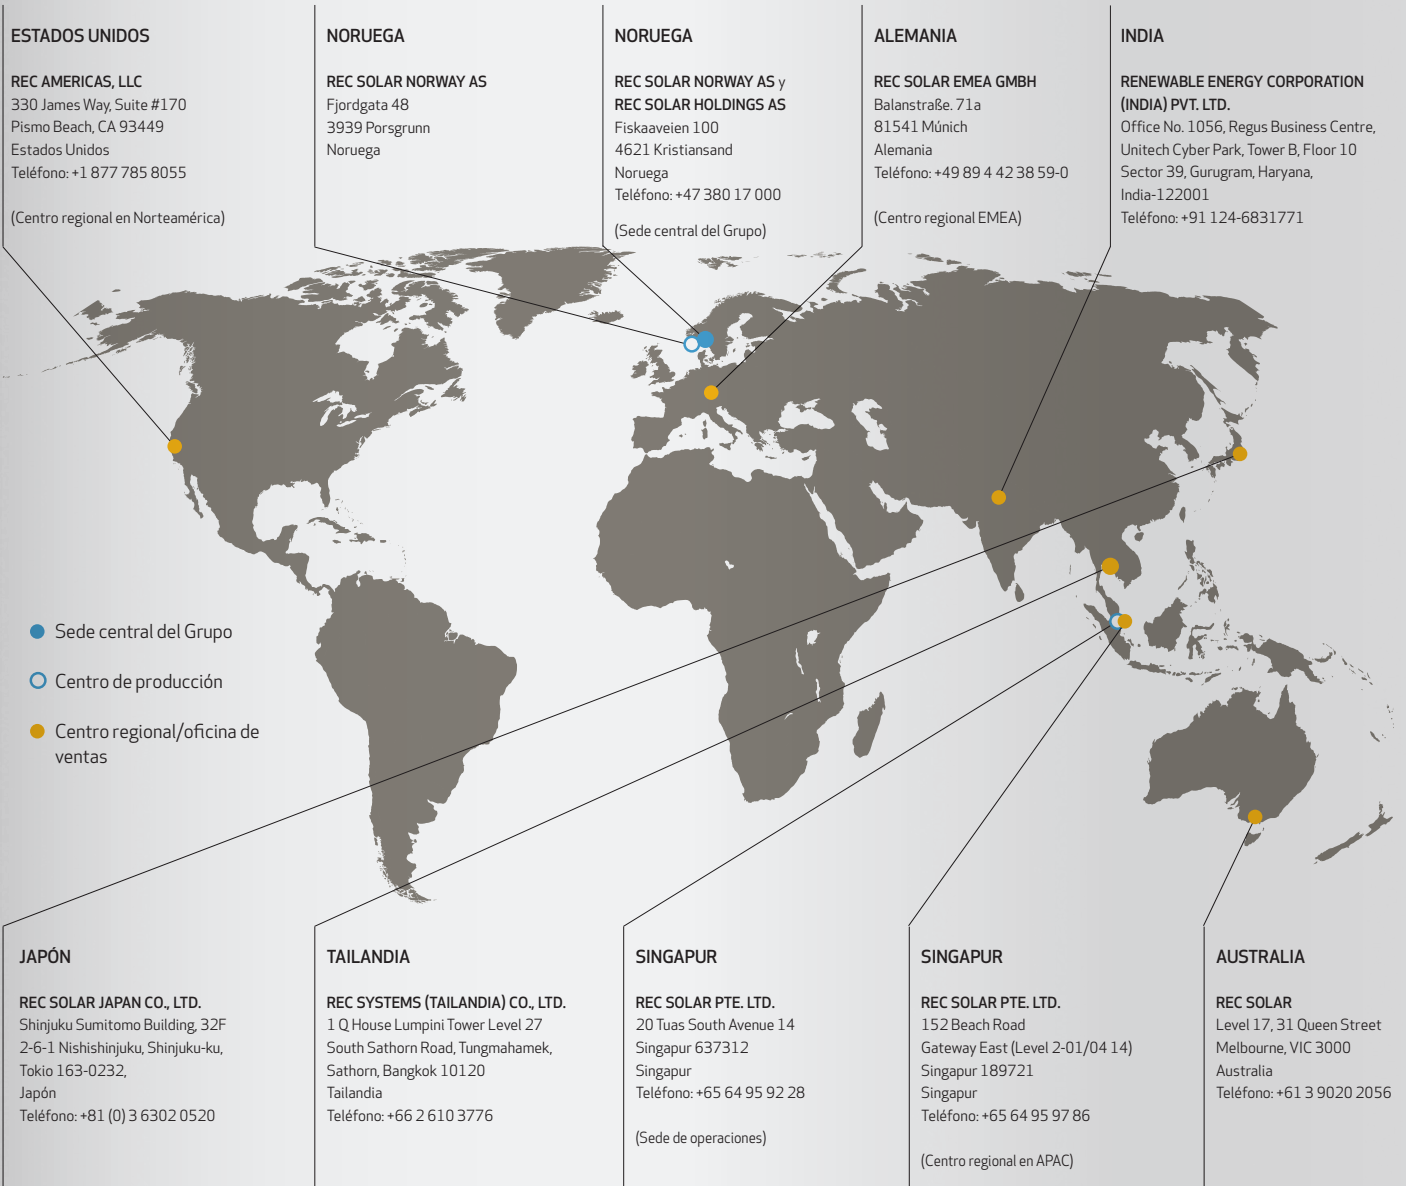 ESTADOS UNIDOS
REC AMERICAS, LLC
330 James Way, Suite #170
Pismo Beach, CA 93449
Estados Unidos
Teléfono: +1 877 785 8055
(Centro regional en Norteamérica)
NORUEGA
REC SOLAR NORWAY AS
Fjordgata 48
3939 Porsgrunn
Noruega
NORUEGA
REC SOLAR NORWAY AS y
REC SOLAR HOLDINGS AS
Fiskaaveien 100
4621 Kristiansand
Noruega
Teléfono: +47 380 17 000
(Sede central del Grupo)
ALEMANIA
REC SOLAR EMEA GMBH
Balanstraße. 71a
81541 Múnich
Alemania
Teléfono: +49 89 4 42 38 59-0
(Centro regional EMEA)
INDIA
RENEWABLE ENERGY CORPORATION
(INDIA) PVT. LTD.
Office No. 1056, Regus Business Centre,
Unitech Cyber Park, Tower B, Floor 10
Sector 39, Gurugram, Haryana,
India-122001
Teléfono: +91 124-6831771
Sede central del Grupo
Centro de producción
Centro regional/oficina de
ventas
JAPÓN
REC SOLAR JAPAN CO., LTD.
Shinjuku Sumitomo Building, 32F
2-6-1 Nishishinjuku, Shinjuku-ku,
Tokio 163-0232,
Japón
Teléfono: +81 (0) 3 6302 0520
TAILANDIA
REC SYSTEMS (TAILANDIA) CO., LTD.
1 Q House Lumpini Tower Level 27
South Sathorn Road, Tungmahamek,
Sathorn, Bangkok 10120
Tailandia
Teléfono: +66 2 610 3776
SINGAPUR
REC SOLAR PTE. LTD.
20 Tuas South Avenue 14
Singapur 637312
Singapur
Teléfono: +65 64 95 92 28
(Sede de operaciones)
SINGAPUR
REC SOLAR PTE. LTD.
152 Beach Road
Gateway East (Level 2-01/04 14)
Singapur 189721
Singapur
Teléfono: +65 64 95 97 86
(Centro regional en APAC)
AUSTRALIA
REC SOLAR
Level 17, 31 Queen Street
Melbourne, VIC 3000
Australia
Teléfono: +61 3 9020 2056